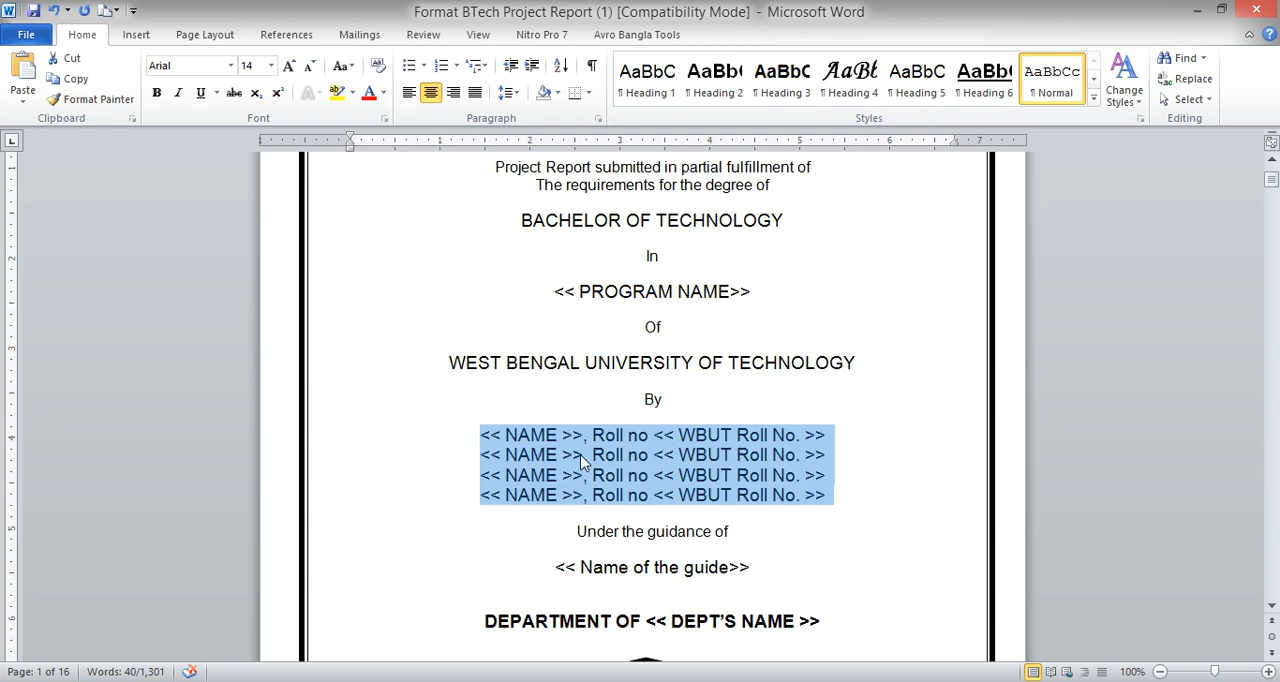 Format BTech Project Report (1) [Compatibility Mode] - Microsoft Word
File Home Insert Page Layout References Mailings Review View Nitro Pro 7 Avro Bangla Tools
Paste
Cut
Copy
Format Painter
Clipboard
Arial 14
Font
Paragraph
AaBbC AaBb( AaBbC AaBb AaBbC AaBb( AaBbCc
¶ Heading 1 ¶ Heading 2 ¶ Heading 3 ¶ Heading 4 ¶ Heading 5 ¶ Heading 6 ¶ Normal
Styles
Change
Styles
Find
Replace
Select
Editing
Project Report submitted in partial fulfillment of
The requirements for the degree of
BACHELOR OF TECHNOLOGY
In
<< PROGRAM NAME>>
Of
WEST BENGAL UNIVERSITY OF TECHNOLOGY
By
<< NAME >>, Roll no << WBUT Roll No. >>
<< NAME >>, Roll no << WBUT Roll No. >>
<< NAME >>, Roll no << WBUT Roll No. >>
<< NAME >>, Roll no << WBUT Roll No. >>
Under the guidance of
<< Name of the guide>>
DEPARTMENT OF << DEPT’S NAME >>
Page: 1 of 16 Words: 40/1,301 100%